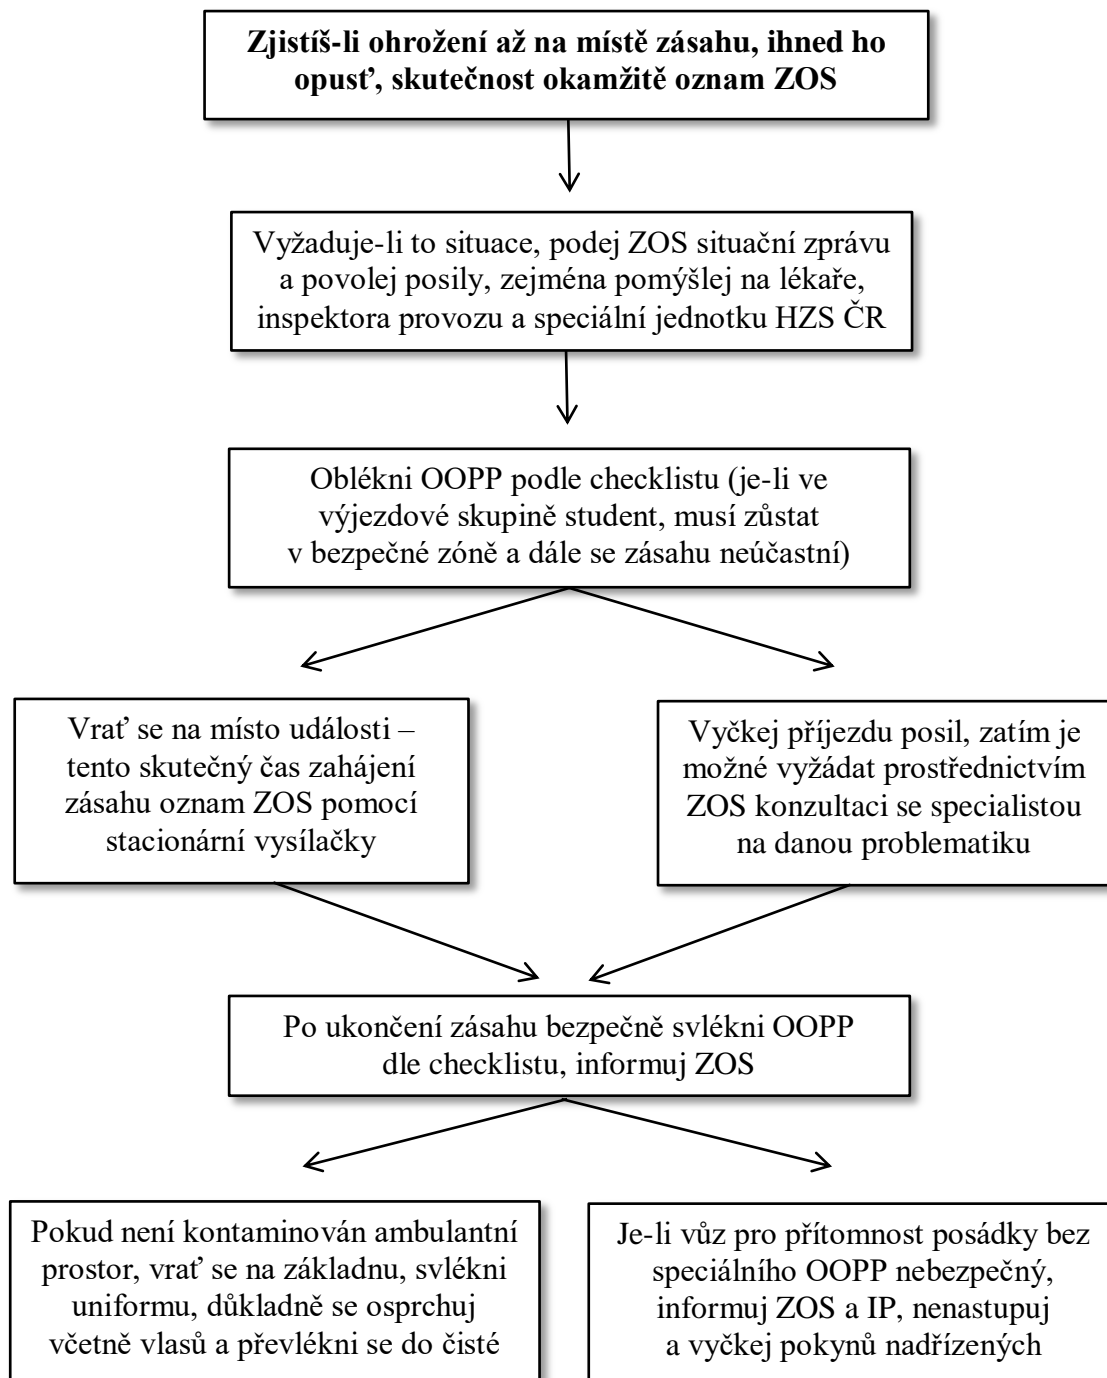 Zjistíš-li ohrožení až na místě zásahu, ihned ho
opusť, skutečnost okamžitě oznam ZOS
Vyžaduje-li to situace, podej ZOS situační zprávu
a povolej posily, zejména pomýšlej na lékaře,
inspektora provozu a speciální jednotku HZS ČR
Oblékni OOPP podle checklistu (je-li ve
výjezdové skupině student, musí zůstat
v bezpečné zóně a dále se zásahu neúčastní)
Vrať se na místo události –
tento skutečný čas zahájení
zásahu oznam ZOS pomocí
stacionární vysílačky
Vyčkej příjezdu posil, zatím je
možné vyžádat prostřednictvím
ZOS konzultaci se specialistou
na danou problematiku
Po ukončení zásahu bezpečně svlékni OOPP
dle checklistu, informuj ZOS
Pokud není kontaminován ambulantní
prostor, vrať se na základnu, svlékni
uniformu, důkladně se osprchuj
včetně vlasů a převlékni se do čisté
Je-li vůz pro přítomnost posádky bez
speciálního OOPP nebezpečný,
informuj ZOS a IP, nenastupuj
a vyčkej pokynů nadřízených